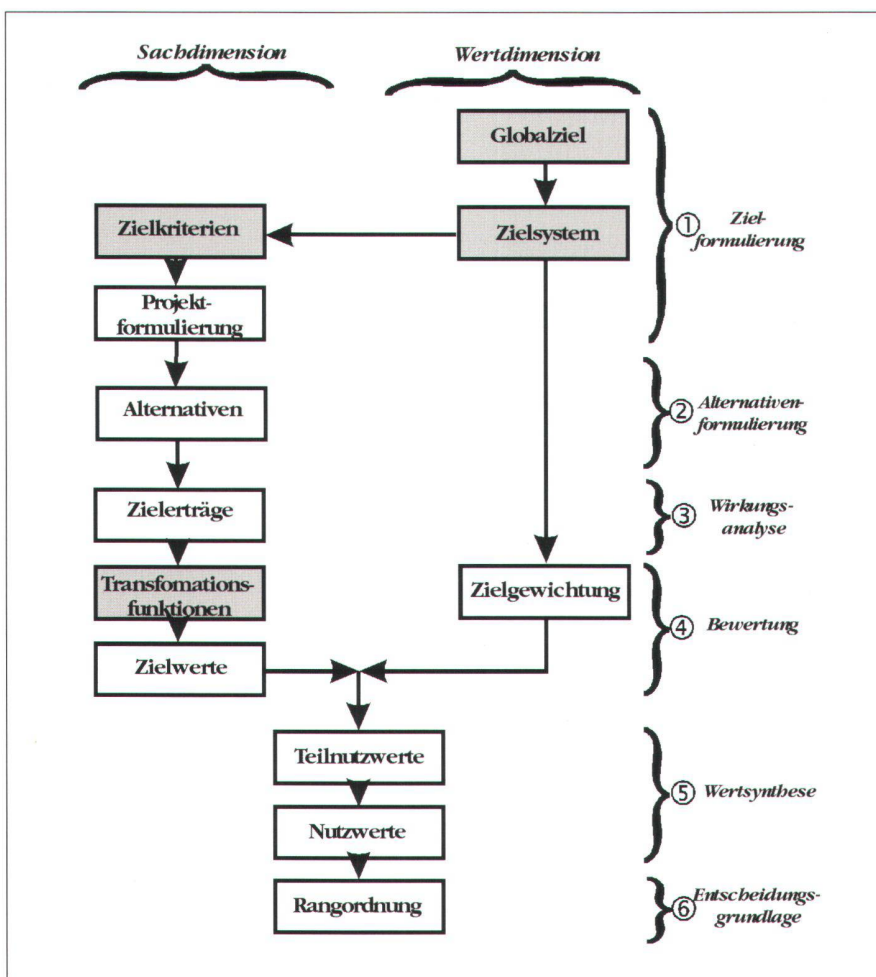 Sachdimension
Wertdimension
Globalziel
Zielkriterien
Zielsystem
① Ziel-
formulierung
Projekt-
formulierung
Alternativen
② Alternativen-
formulierung
Zielerträge
③ Wirkungs-
analyse
Transfomations-
funktionen
Zielgewichtung
④ Bewertung
Zielwerte
Teilnutzwerte
⑤ Wertsynthese
Nutzwerte
Rangordnung
⑥ Entscheidungs-
grundlage